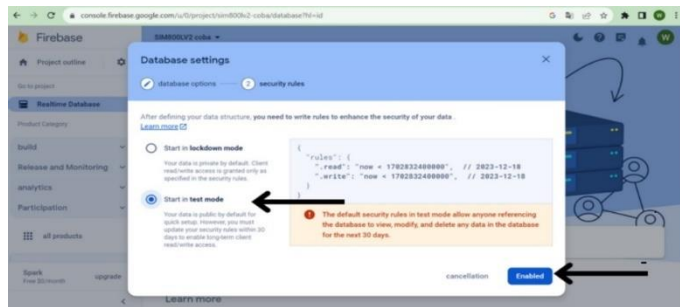 console.firebase.google.com/u/0/project/sim800lv2-coba/database?hl=id
Firebase
SIM800LV2-coba
Project outline
Go to project
Realtime Database
Product Category
build
Release and Monitoring
analytics
Participation
all products
Spark
Free $0/month
upgrade
Database settings
database options
2 security rules
After defining your data structure, you need to write rules to enhance the security of your data .
Learn more
Start in lockdown mode
Your data is private by default. Client
read/write access is granted only as
specified in the security rules.
Start in test mode
Your data is public by default for
quick setup. However, you must
update your security rules within 30
days to enable long-term client
read/write access.
{
"rules": {
".read": "now < 1702832400000", // 2023-12-18
".write": "now < 1702832400000", // 2023-12-18
}
}
The default security rules in test mode allow anyone referencing
the database to view, modify, and delete any data in the database
for the next 30 days.
cancellation
Enabled
Learn more
W
W